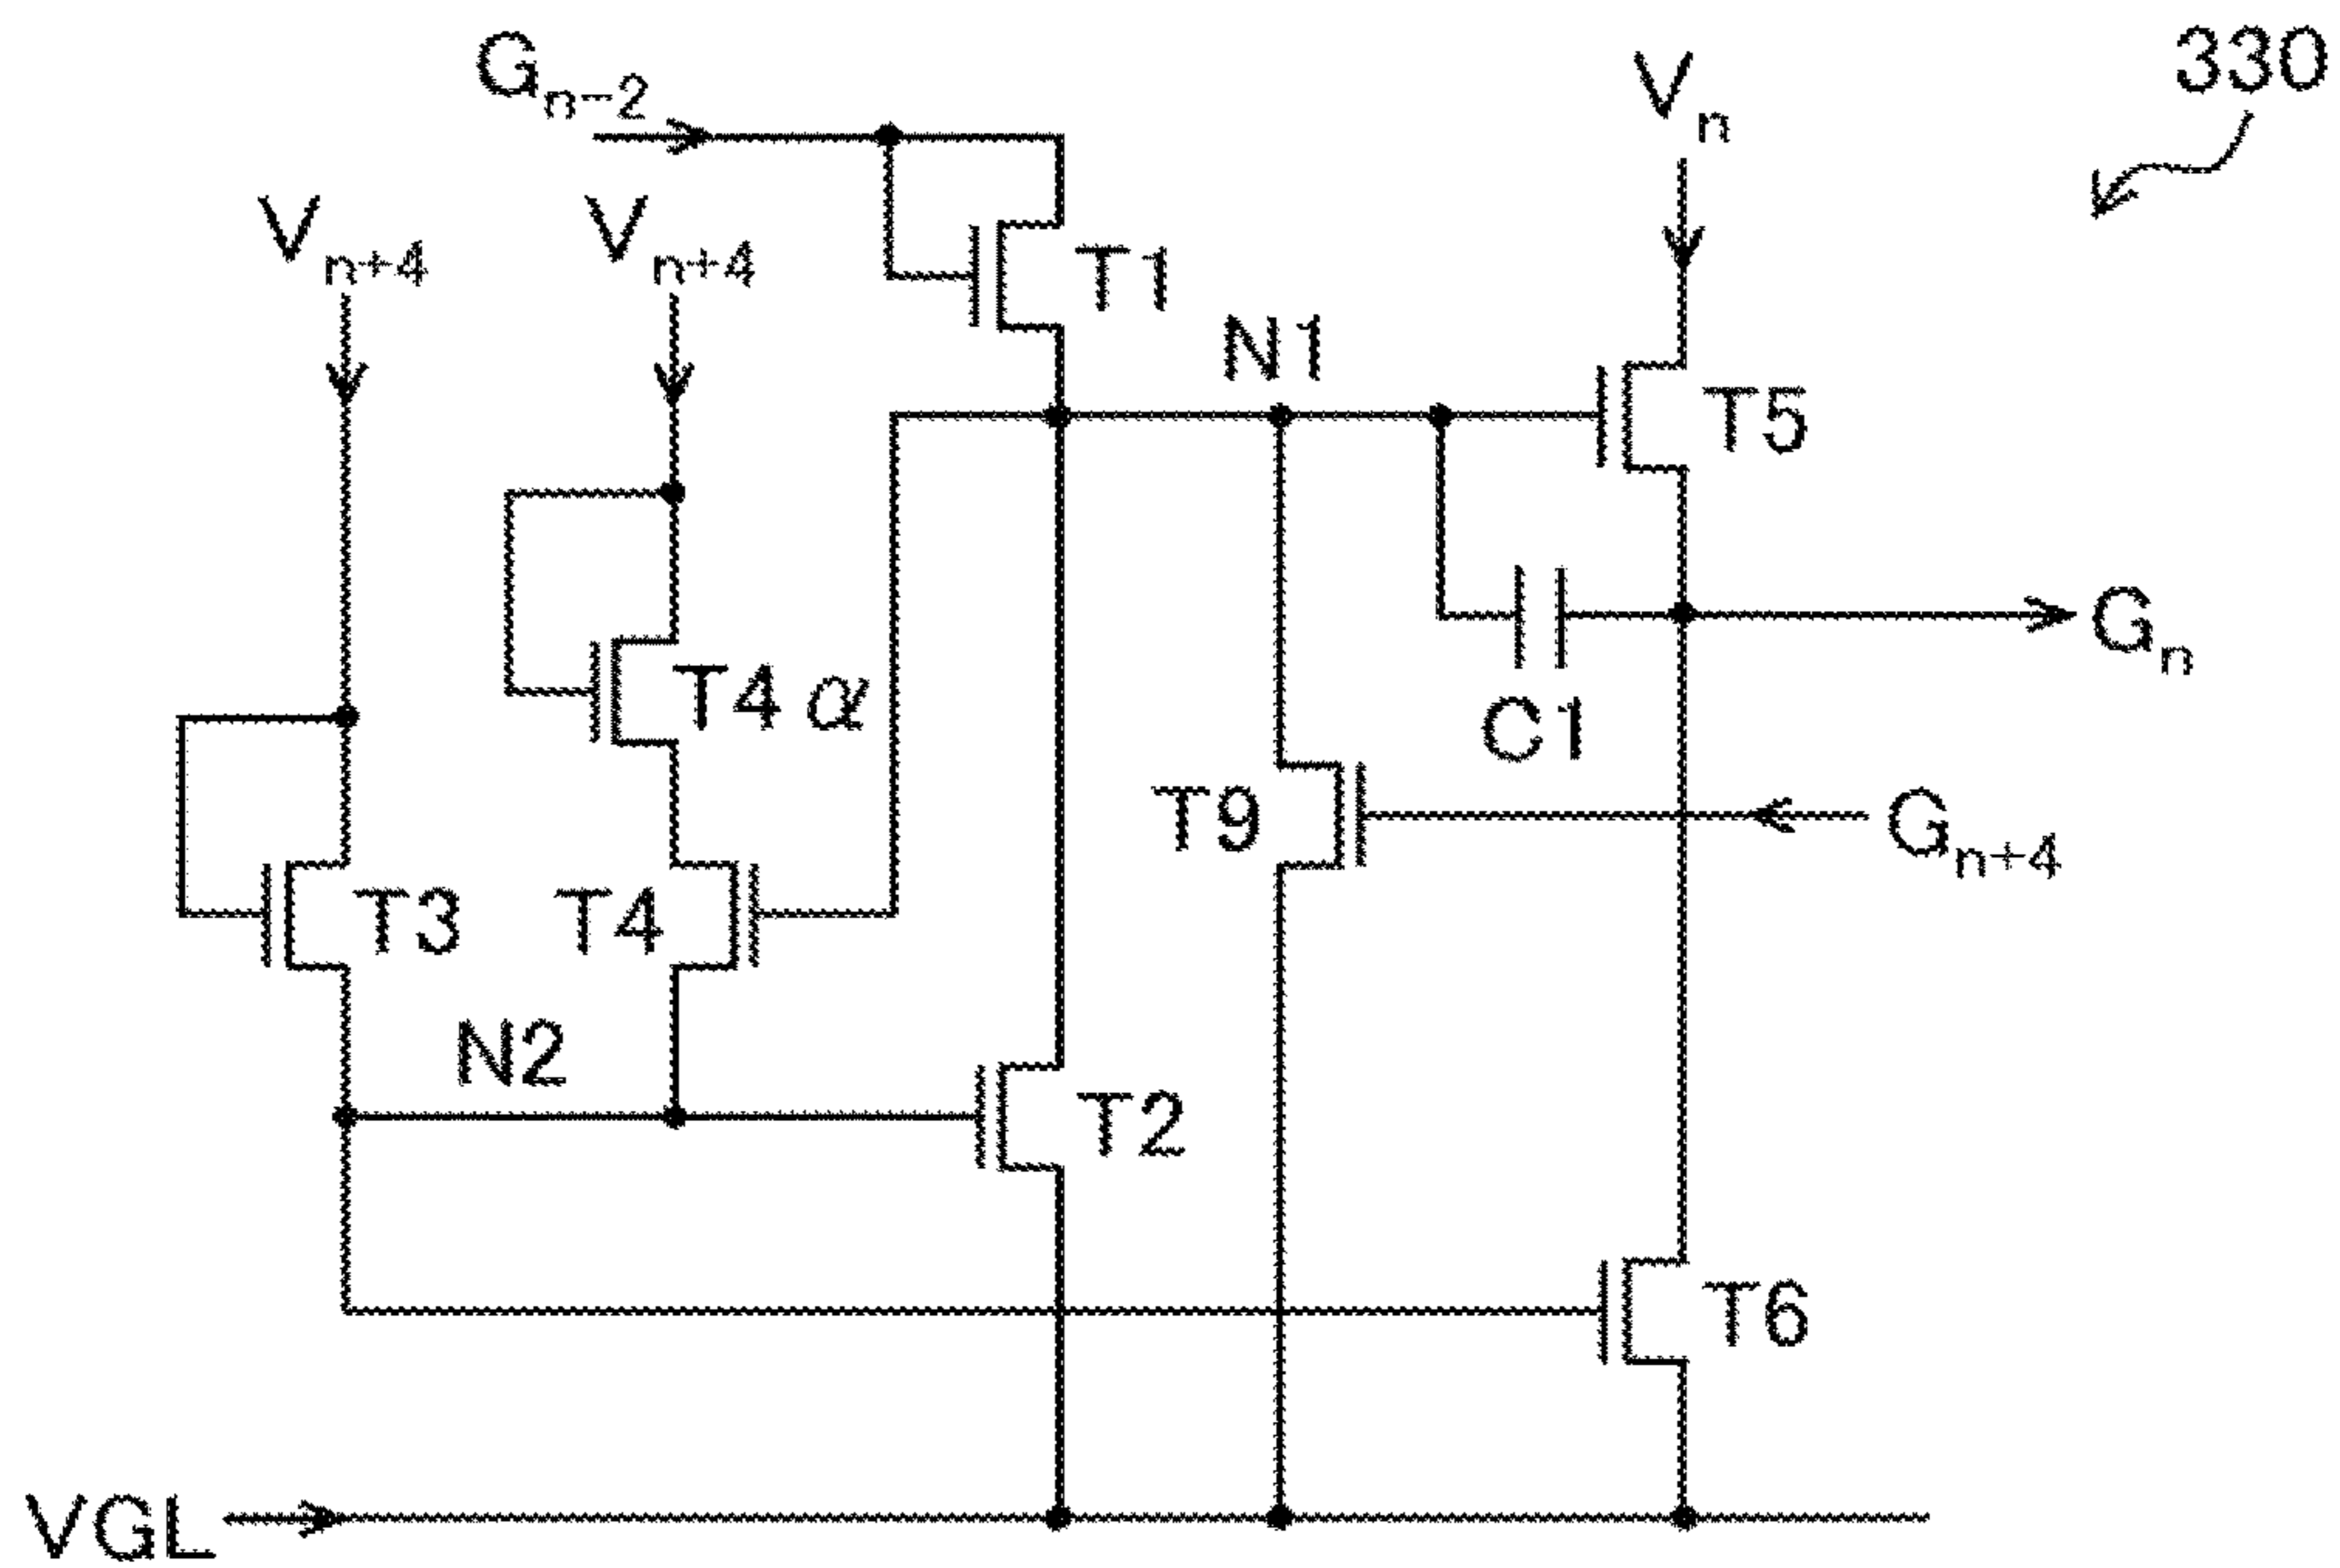 330
G_{n-2}
V_n
V_{n+4}
V_{n+4}
T1
N1
T5
G_n
T4α
C1
T9
G_{n+4}
T3
T4
N2
T2
T6
VGL